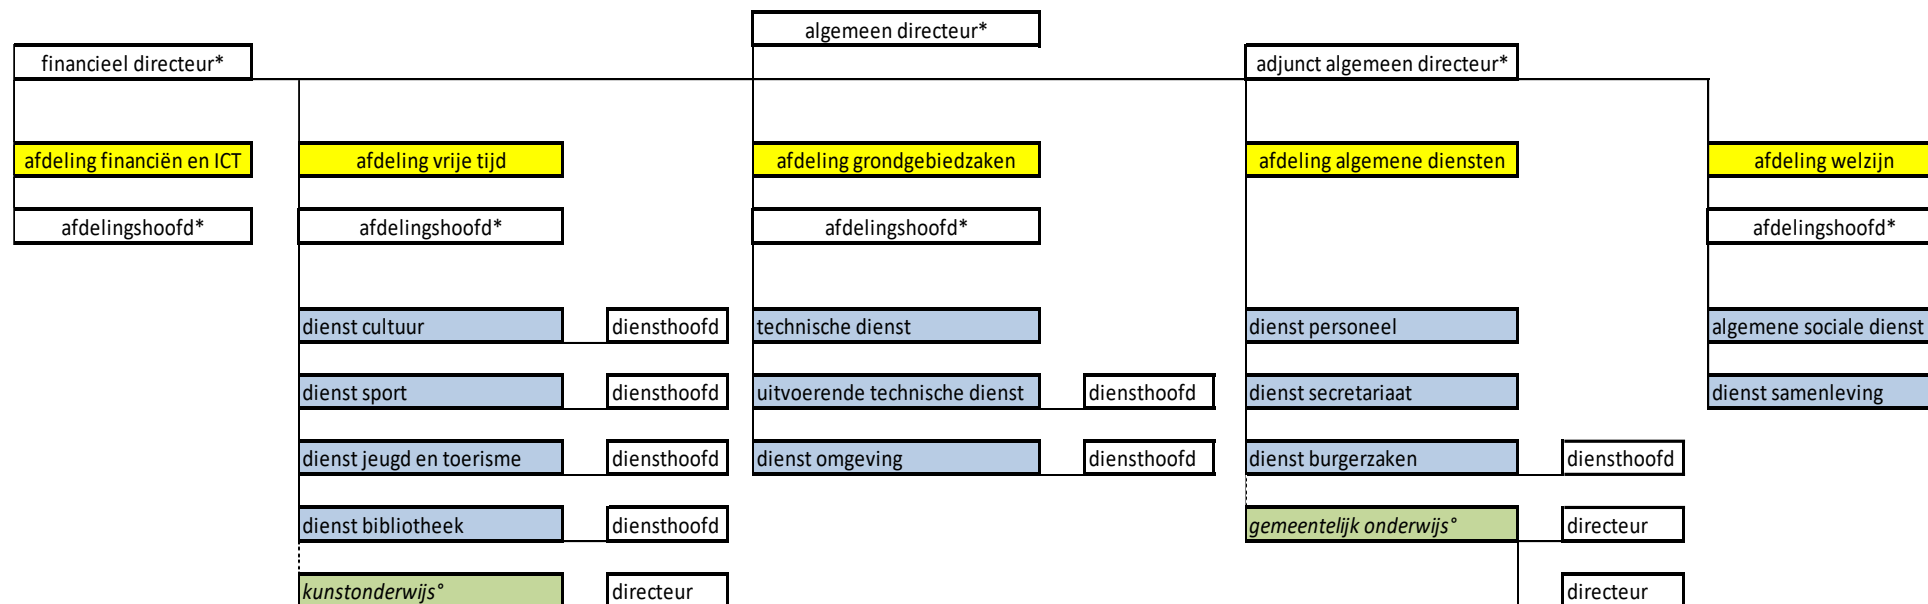 algemeen directeur*
financieel directeur*
adjunct algemeen directeur*
afdeling financiën en ICT
afdeling vrije tijd
afdeling grondgebiedzaken
afdeling algemene diensten
afdeling welzijn
afdelingshoofd*
afdelingshoofd*
afdelingshoofd*
afdelingshoofd*
dienst cultuur
diensthoofd
technische dienst
dienst personeel
algemene sociale dienst
dienst sport
diensthoofd
uitvoerende technische dienst
diensthoofd
dienst secretariaat
dienst samenleving
dienst jeugd en toerisme
diensthoofd
dienst omgeving
diensthoofd
dienst burgerzaken
diensthoofd
dienst bibliotheek
diensthoofd
gemeentelijk onderwijs°
directeur
kunstonderwijs°
directeur
directeur